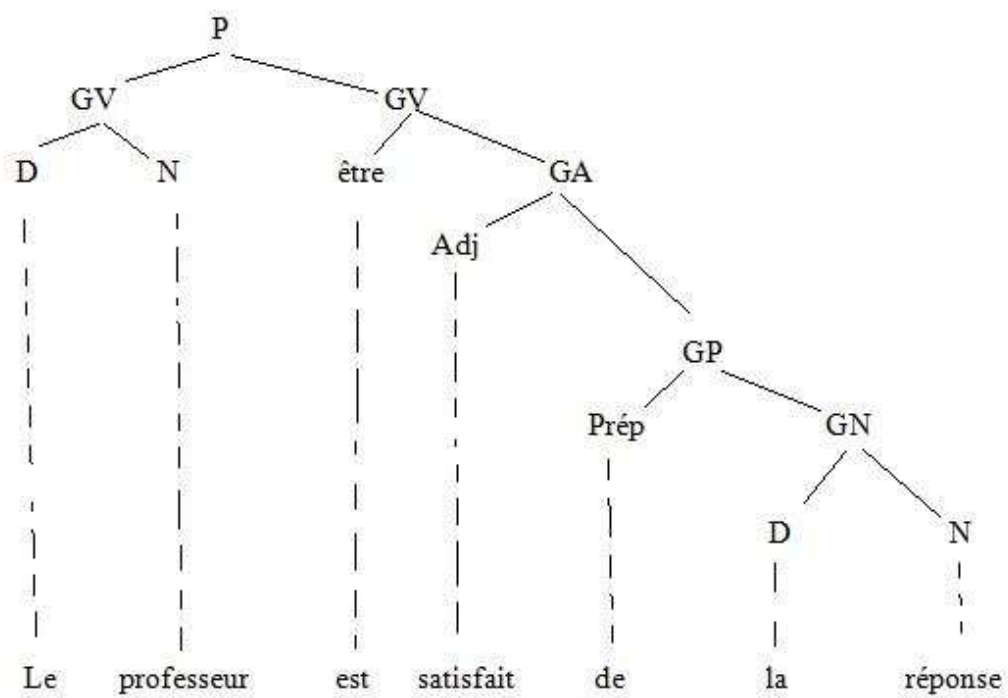 P
GV GV
D N être GA
Adj
GP
Prép GN
D N
Le professeur est satisfait de la réponse